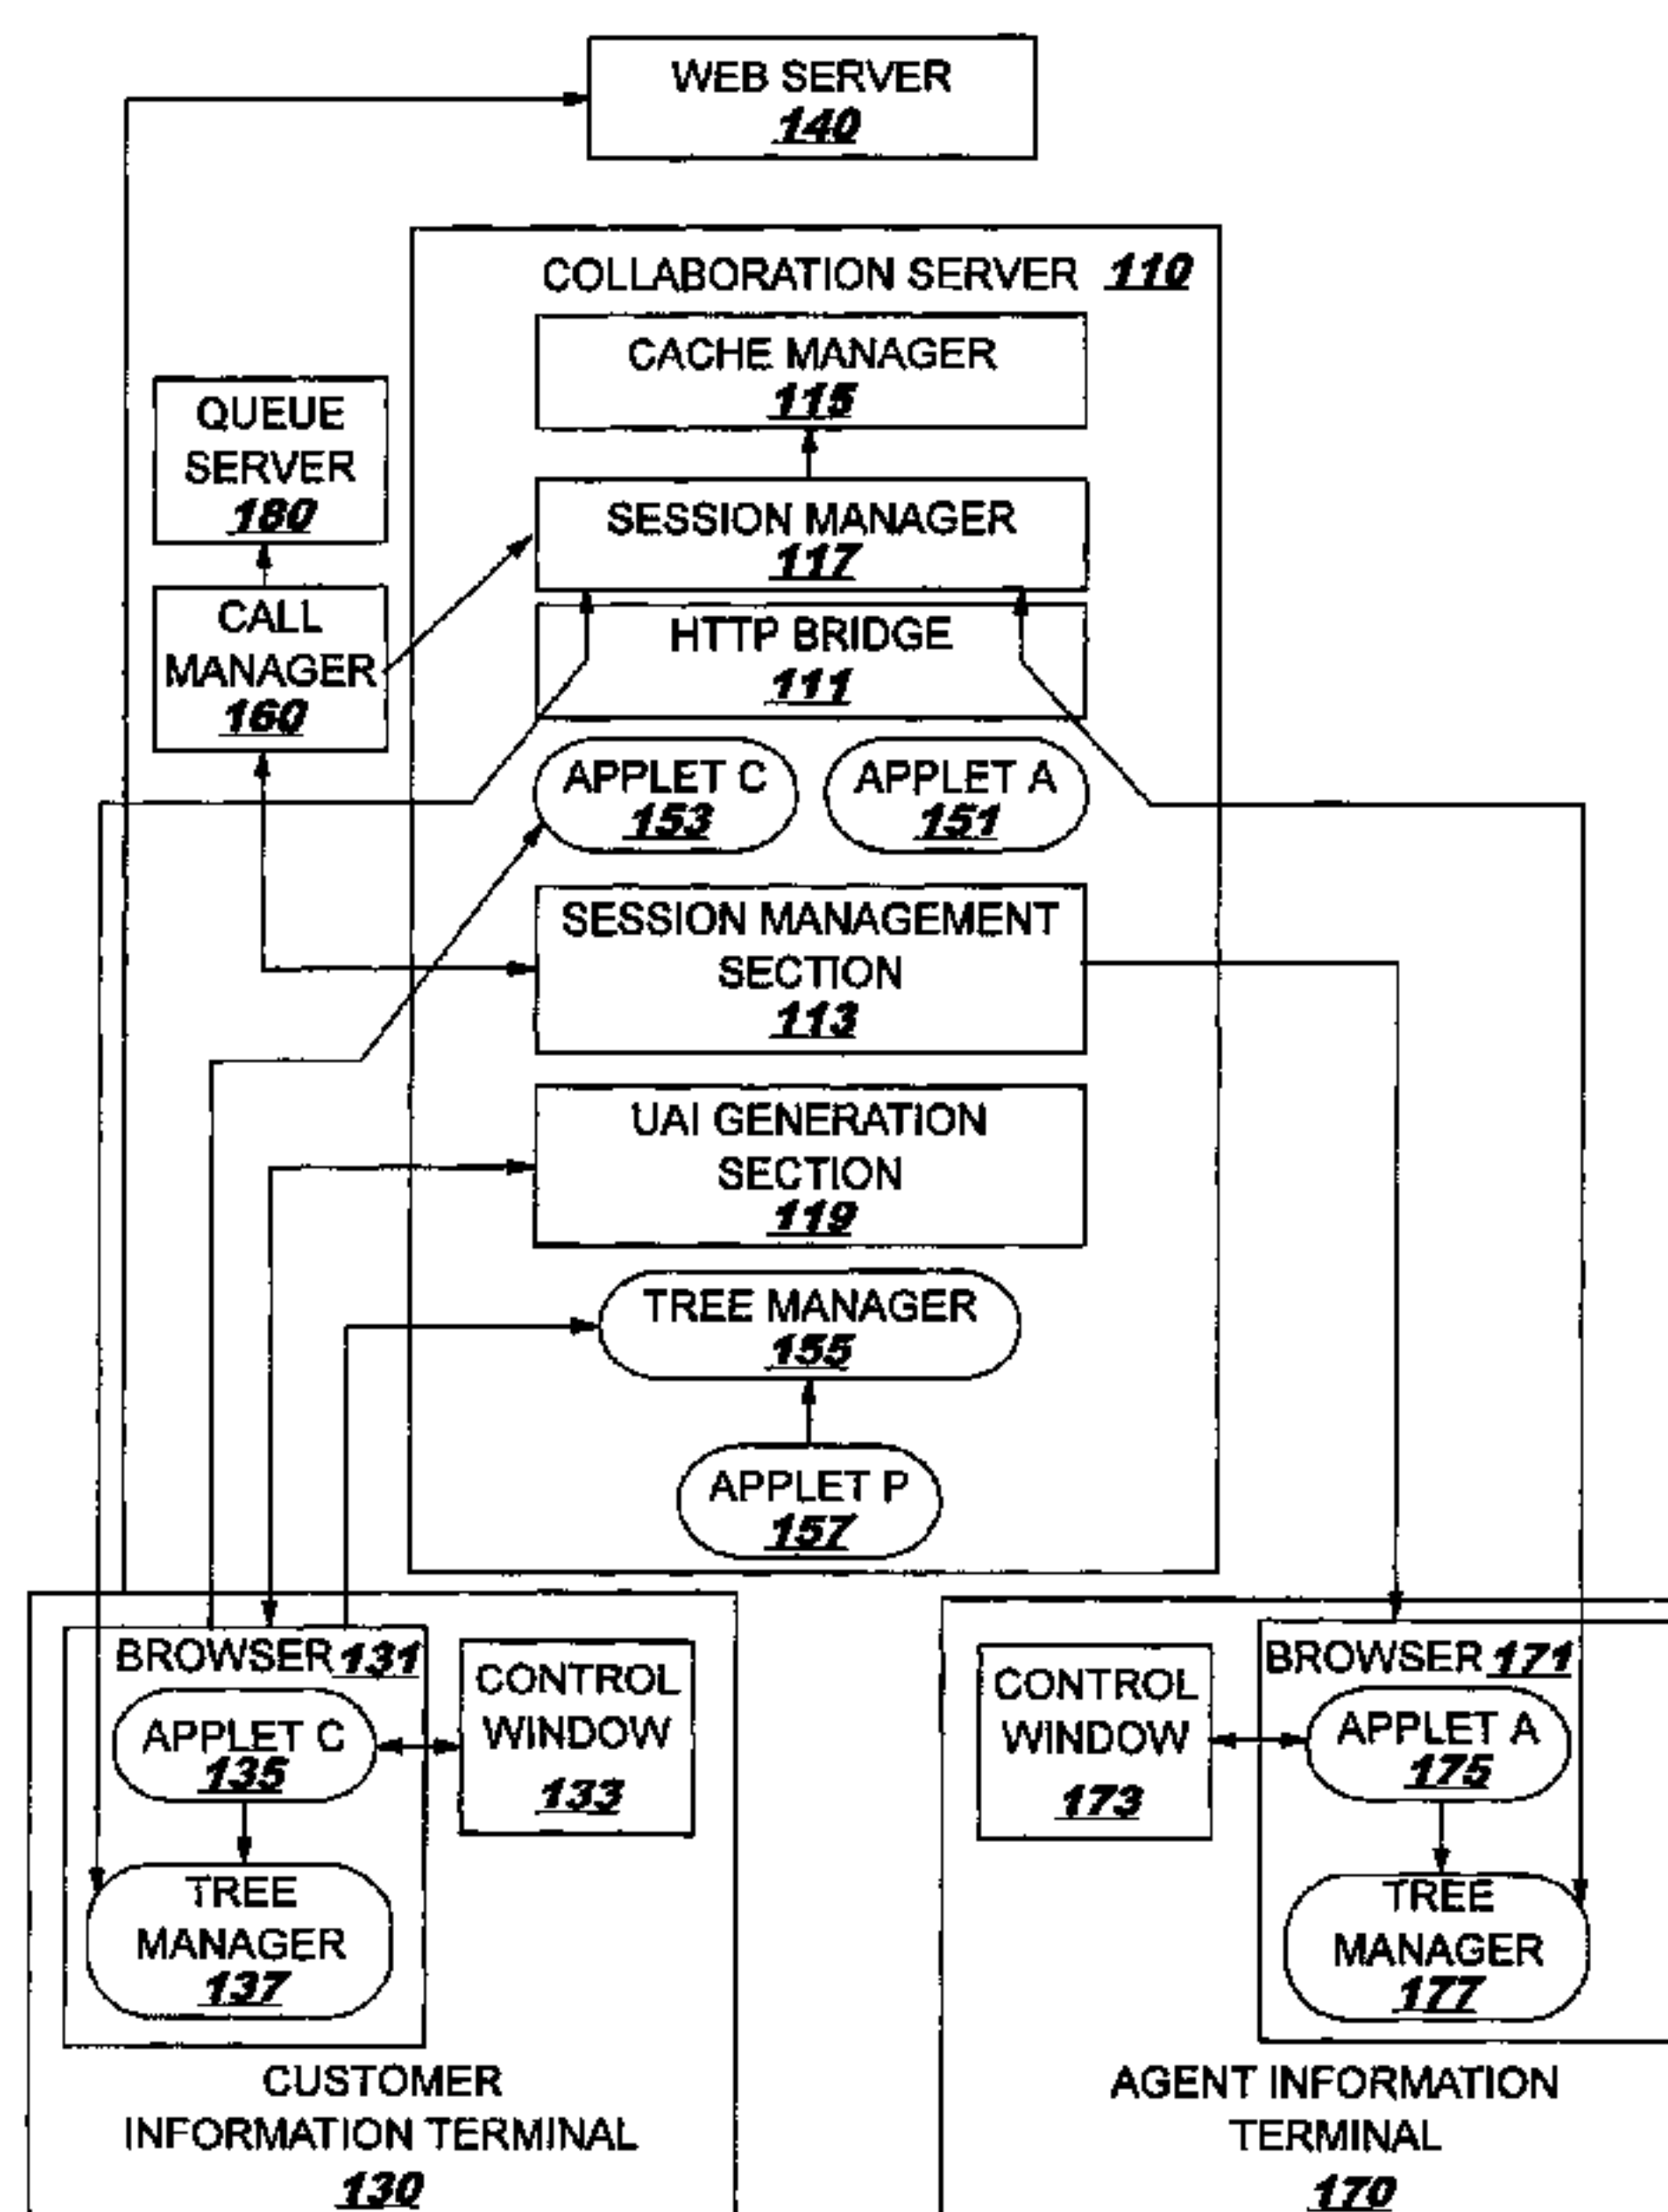 WEB SERVER
140
COLLABORATION SERVER 110
CACHE MANAGER
115
QUEUE
SERVER
180
SESSION MANAGER
117
CALL
MANAGER
160
HTTP BRIDGE
111
APPLET C
153
APPLET A
151
SESSION MANAGEMENT
SECTION
113
UAI GENERATION
SECTION
119
TREE MANAGER
155
APPLET P
157
BROWSER 131
APPLET C
135
TREE
MANAGER
137
CONTROL
WINDOW
133
CUSTOMER
INFORMATION TERMINAL
130
CONTROL
WINDOW
173
BROWSER 171
APPLET A
175
TREE
MANAGER
177
AGENT INFORMATION
TERMINAL
170